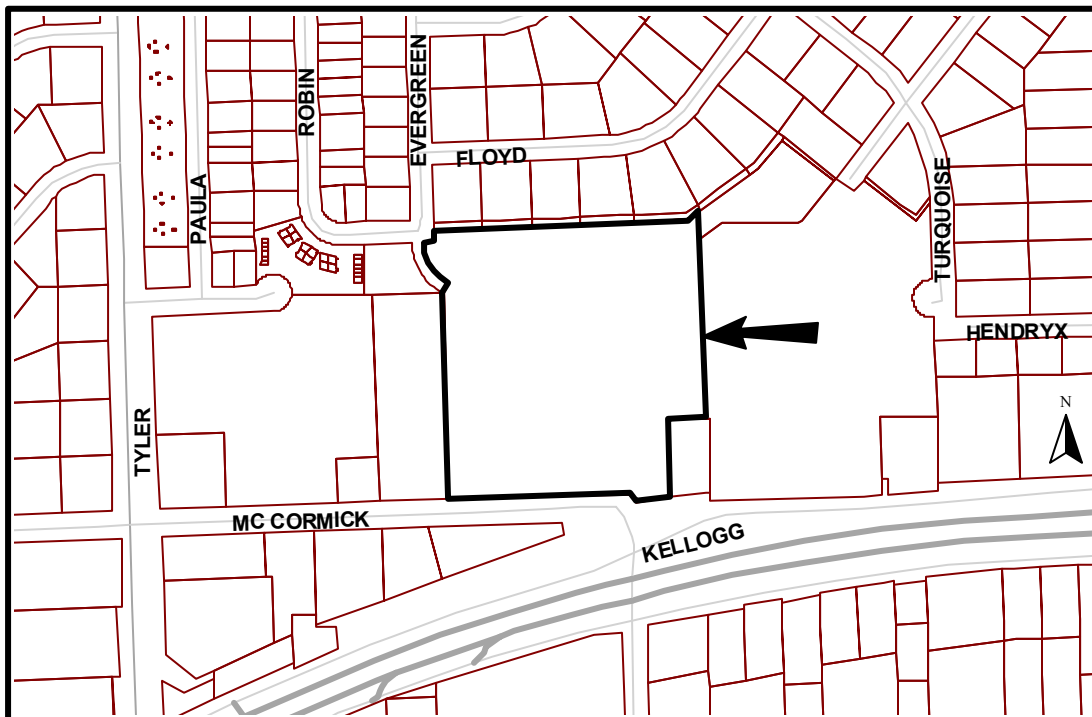 ROBIN
EVERGREEN
FLOYD
PAULA
TURQUOISE
HENDRYX
TYLER
N
MC CORMICK
KELLOGG